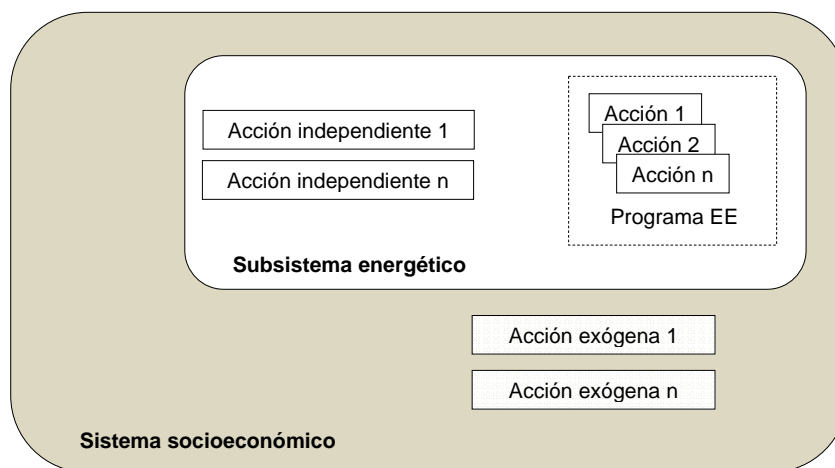 Acción 1
Acción 2
Acción n
Programa EE
Acción independiente 1
Acción independiente n
Subsistema energético
Acción exógena 1
Acción exógena n
Sistema socioeconómico